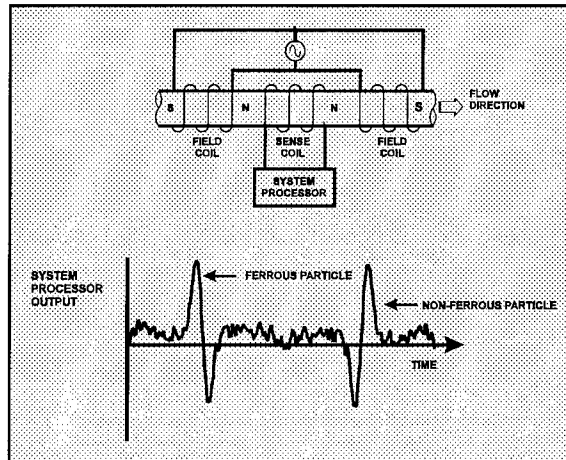 FLOW
DIRECTION
S N N S
FIELD
COIL
SENSE
COIL
FIELD
COIL
SYSTEM
PROCESSOR
SYSTEM
PROCESSOR
OUTPUT
FERROUS PARTICLE
NON-FERROUS PARTICLE
TIME